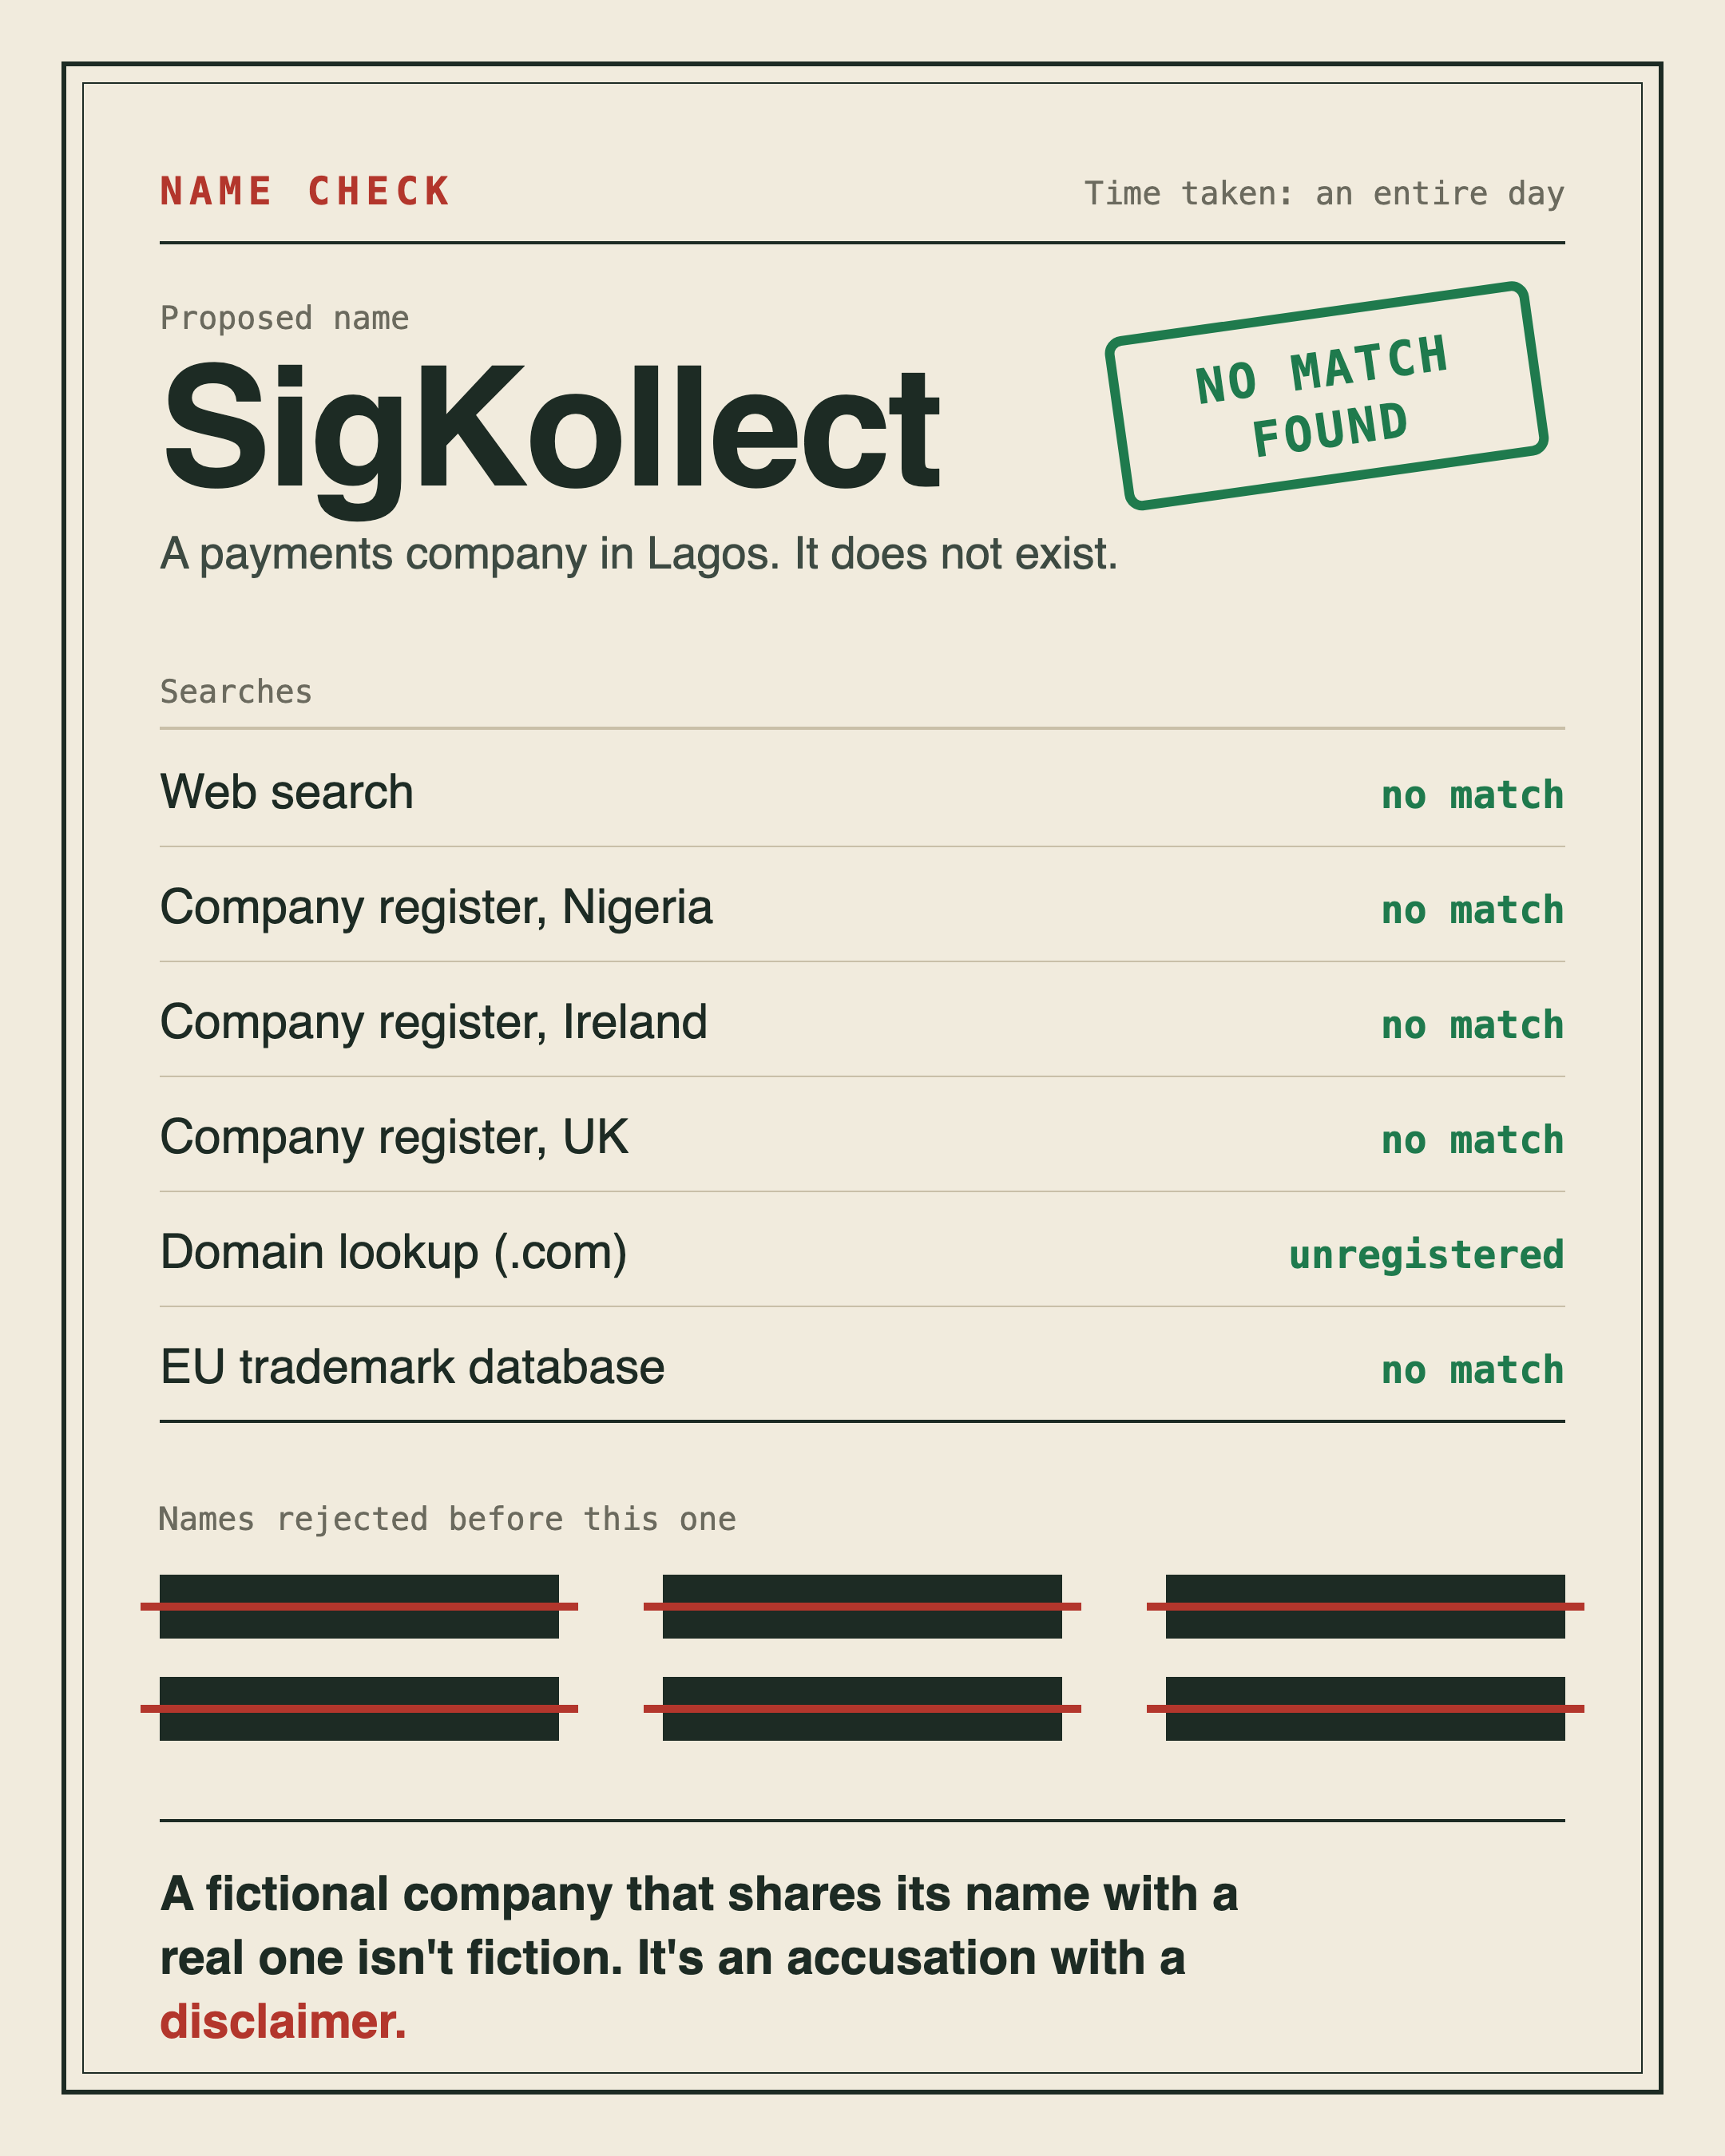 NAME CHECK
Time taken: an entire day
Proposed name
SigKollect
NO MATCH
FOUND
A payments company in Lagos. It does not exist.
Searches
Web search no match
Company register, Nigeria no match
Company register, Ireland no match
Company register, UK no match
Domain lookup (.com) unregistered
EU trademark database no match
Names rejected before this one
A fictional company that shares its name with a
real one isn't fiction. It's an accusation with a
disclaimer.